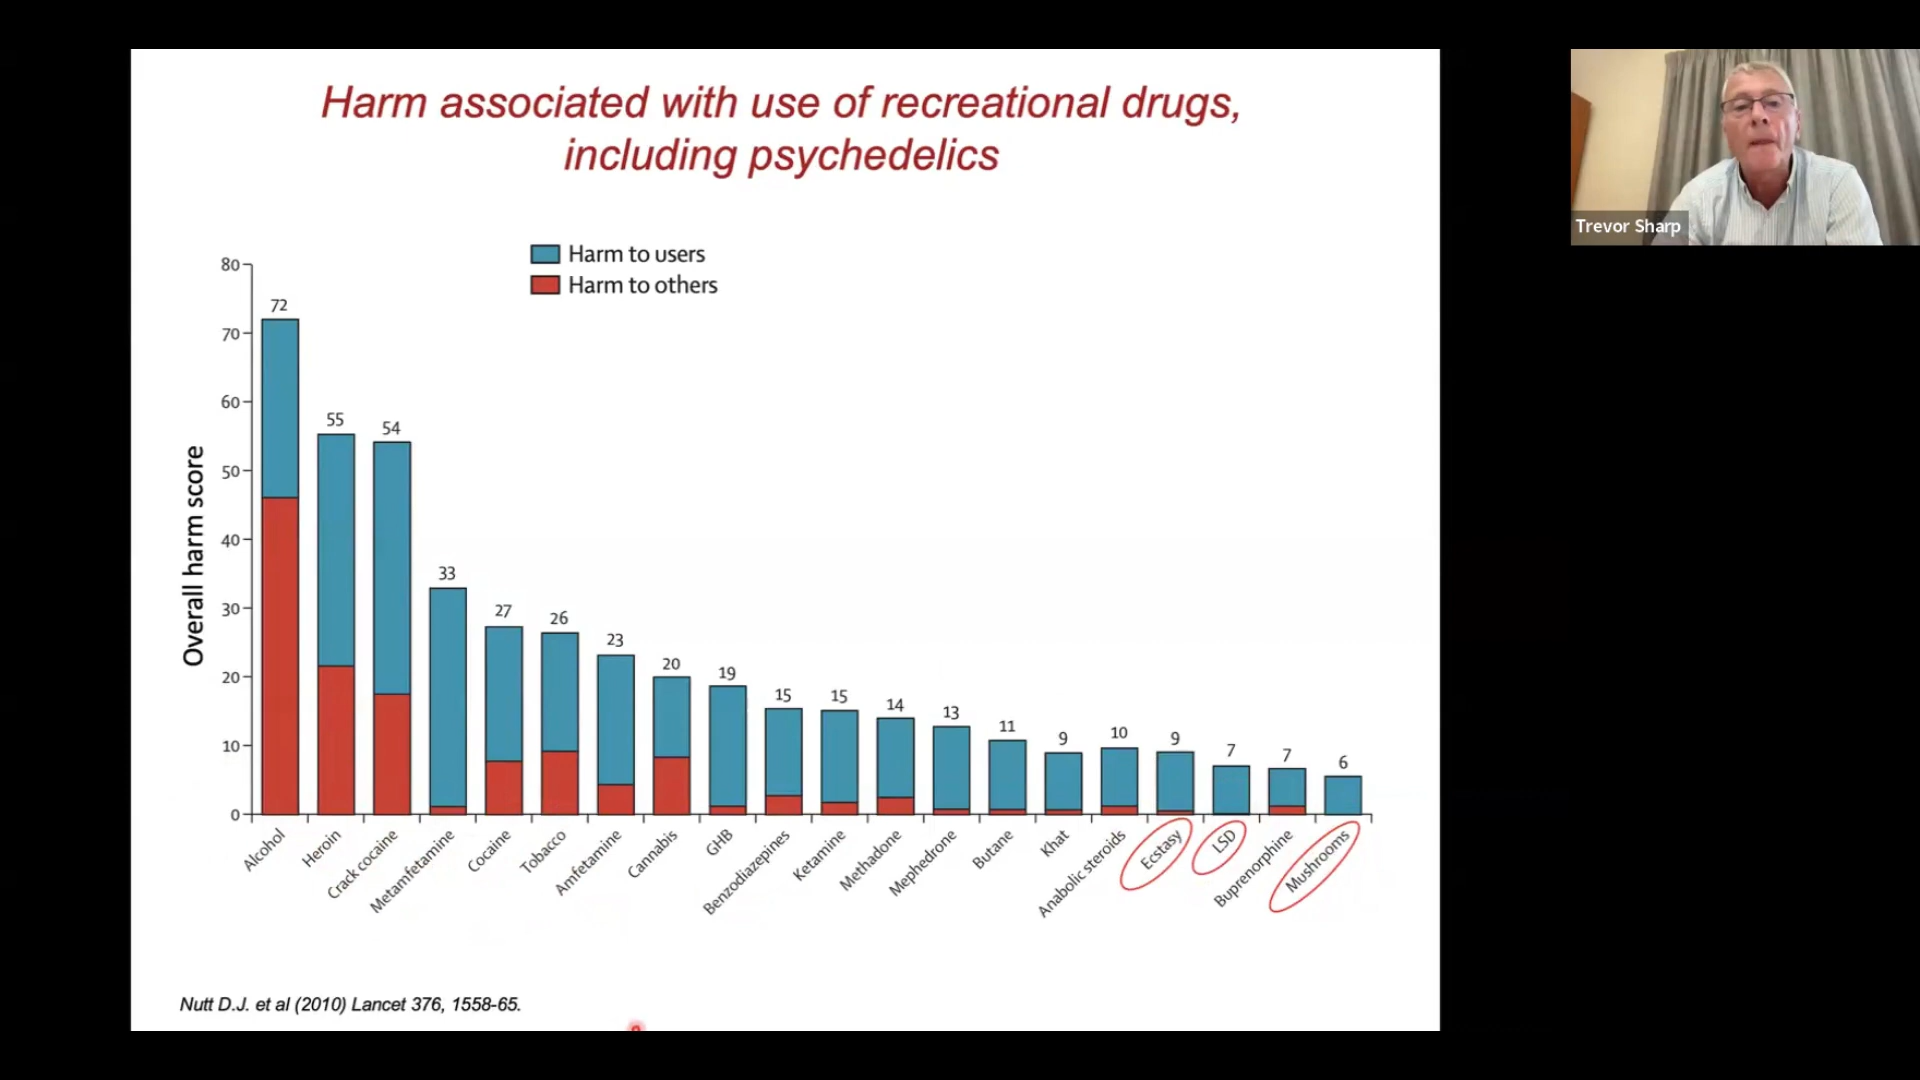 Harm associated with use of recreational drugs,
including psychedelics
Harm to users
Harm to others
Overall harm score
80
70
60
50
40
30
20
10
0
72
55
54
33
27
26
23
20
19
15
15
14
13
11
9
10
9
7
7
6
Alcohol
Heroin
Crack cocaine
Metamfetamine
Cocaine
Tobacco
Amfetamine
Cannabis
GHB
Benzodiazepines
Ketamine
Methadone
Mephedrone
Butane
Khat
Anabolic steroids
Ecstasy
LSD
Buprenorphine
Mushrooms
Nutt D.J. et al (2010) Lancet 376, 1558-65.
Trevor Sharp